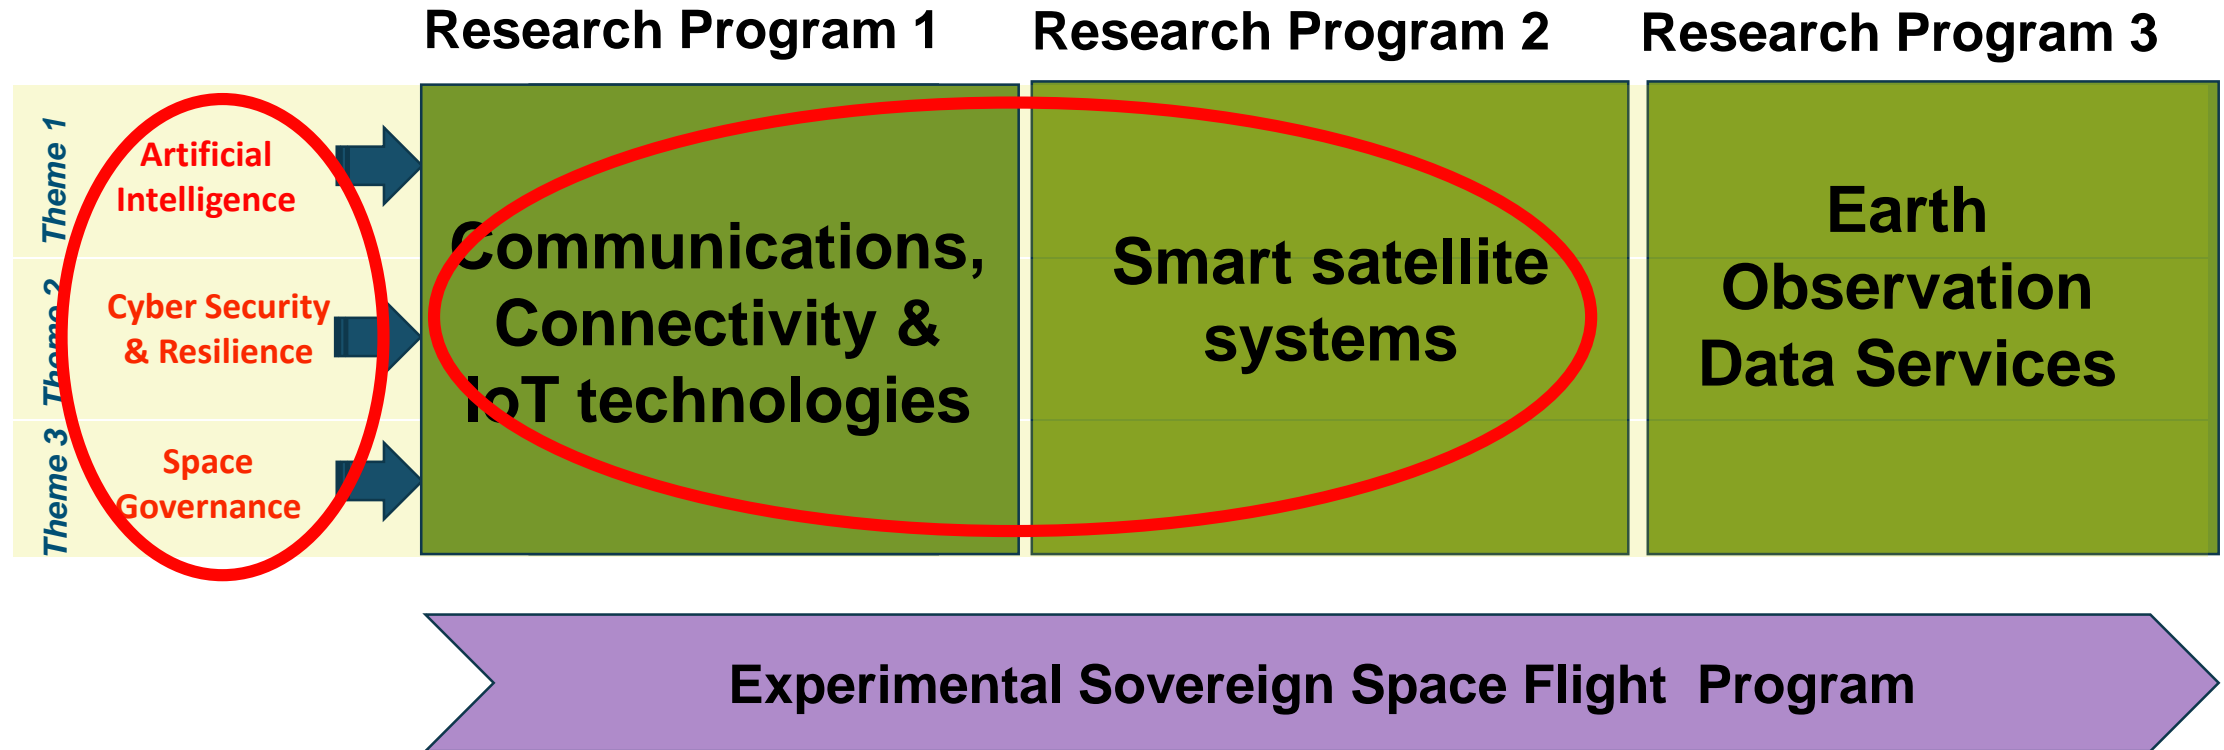 Research Program 1
Research Program 2
Research Program 3
Theme 1
Artificial
Intelligence
Theme 2
Cyber Security
& Resilience
Theme 3
Space
Governance
Communications,
Connectivity &
IoT technologies
Smart satellite
systems
Earth
Observation
Data Services
Experimental Sovereign Space Flight Program